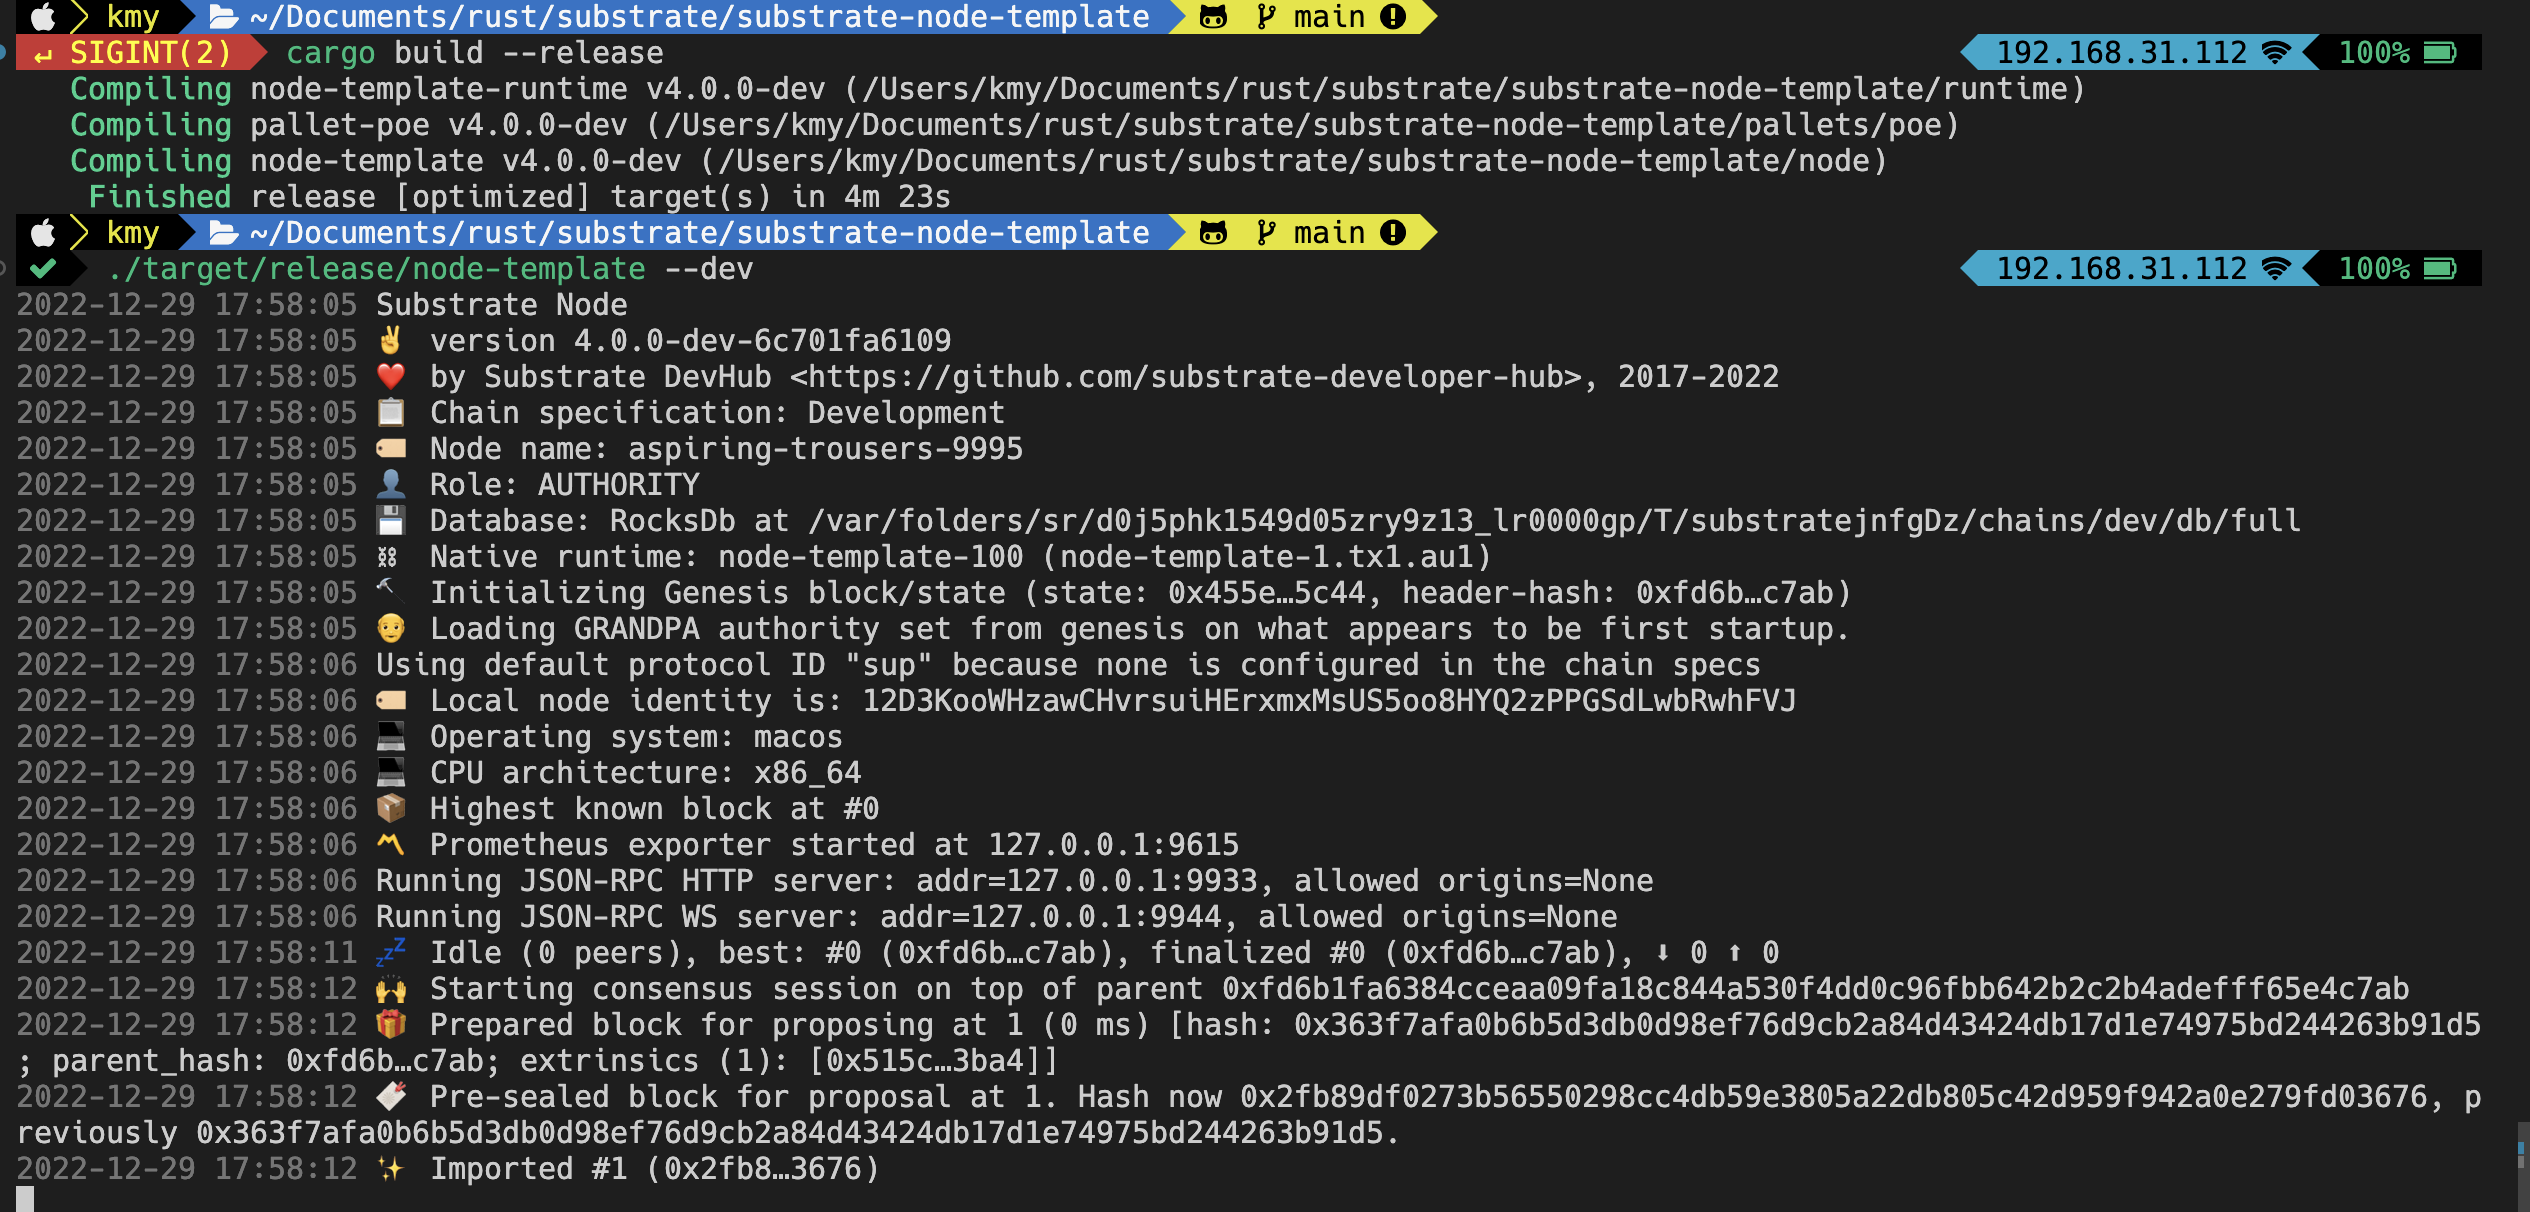 kmy ~/Documents/rust/substrate/substrate-node-template main
↵ SIGINT(2) cargo build --release 192.168.31.112 100%
Compiling node-template-runtime v4.0.0-dev (/Users/kmy/Documents/rust/substrate/substrate-node-template/runtime)
Compiling pallet-poe v4.0.0-dev (/Users/kmy/Documents/rust/substrate/substrate-node-template/pallets/poe)
Compiling node-template v4.0.0-dev (/Users/kmy/Documents/rust/substrate/substrate-node-template/node)
Finished release [optimized] target(s) in 4m 23s
kmy ~/Documents/rust/substrate/substrate-node-template main
./target/release/node-template --dev 192.168.31.112 100%
2022-12-29 17:58:05 Substrate Node
2022-12-29 17:58:05 ✌️ version 4.0.0-dev-6c701fa6109
2022-12-29 17:58:05 ❤️ by Substrate DevHub <https://github.com/substrate-developer-hub>, 2017-2022
2022-12-29 17:58:05 📋 Chain specification: Development
2022-12-29 17:58:05 🏷 Node name: aspiring-trousers-9995
2022-12-29 17:58:05 👤 Role: AUTHORITY
2022-12-29 17:58:05 💾 Database: RocksDb at /var/folders/sr/d0j5phk1549d05zry9z13_lr0000gp/T/substratejnfgDz/chains/dev/db/full
2022-12-29 17:58:05 ⛓ Native runtime: node-template-100 (node-template-1.tx1.au1)
2022-12-29 17:58:05 🔨 Initializing Genesis block/state (state: 0x455e…5c44, header-hash: 0xfd6b…c7ab)
2022-12-29 17:58:05 👴 Loading GRANDPA authority set from genesis on what appears to be first startup.
2022-12-29 17:58:06 Using default protocol ID "sup" because none is configured in the chain specs
2022-12-29 17:58:06 🏷 Local node identity is: 12D3KooWHzawCHvrsuiHErxmxMsUS5oo8HYQ2zPPGSdLwbRwhFVJ
2022-12-29 17:58:06 💻 Operating system: macos
2022-12-29 17:58:06 💻 CPU architecture: x86_64
2022-12-29 17:58:06 📦 Highest known block at #0
2022-12-29 17:58:06 〽️ Prometheus exporter started at 127.0.0.1:9615
2022-12-29 17:58:06 Running JSON-RPC HTTP server: addr=127.0.0.1:9933, allowed origins=None
2022-12-29 17:58:06 Running JSON-RPC WS server: addr=127.0.0.1:9944, allowed origins=None
2022-12-29 17:58:11 💤 Idle (0 peers), best: #0 (0xfd6b…c7ab), finalized #0 (0xfd6b…c7ab), ⬇ 0 ⬆ 0
2022-12-29 17:58:12 🙌 Starting consensus session on top of parent 0xfd6b1fa6384cceaa09fa18c844a530f4dd0c96fbb642b2c2b4adefff65e4c7ab
2022-12-29 17:58:12 🎁 Prepared block for proposing at 1 (0 ms) [hash: 0x363f7afa0b6b5d3db0d98ef76d9cb2a84d43424db17d1e74975bd244263b91d5
; parent_hash: 0xfd6b…c7ab; extrinsics (1): [0x515c…3ba4]]
2022-12-29 17:58:12 🔖 Pre-sealed block for proposal at 1. Hash now 0x2fb89df0273b56550298cc4db59e3805a22db805c42d959f942a0e279fd03676, p
reviously 0x363f7afa0b6b5d3db0d98ef76d9cb2a84d43424db17d1e74975bd244263b91d5.
2022-12-29 17:58:12 ✨ Imported #1 (0x2fb8…3676)